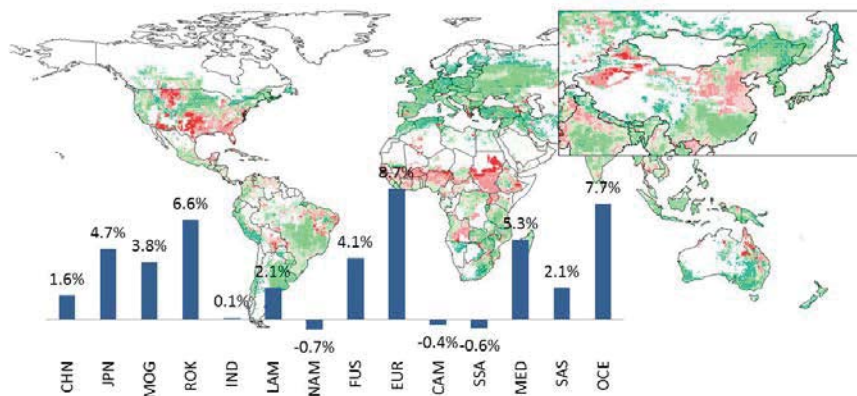 1.6%
4.7%
3.8%
6.6%
0.1%
2.1%
-0.7%
4.1%
8.7%
-0.4%
-0.6%
5.3%
2.1%
7.7%
CHN
JPN
MOG
ROK
IND
LAM
NAM
FUS
EUR
CAM
SSA
MED
SAS
OCE